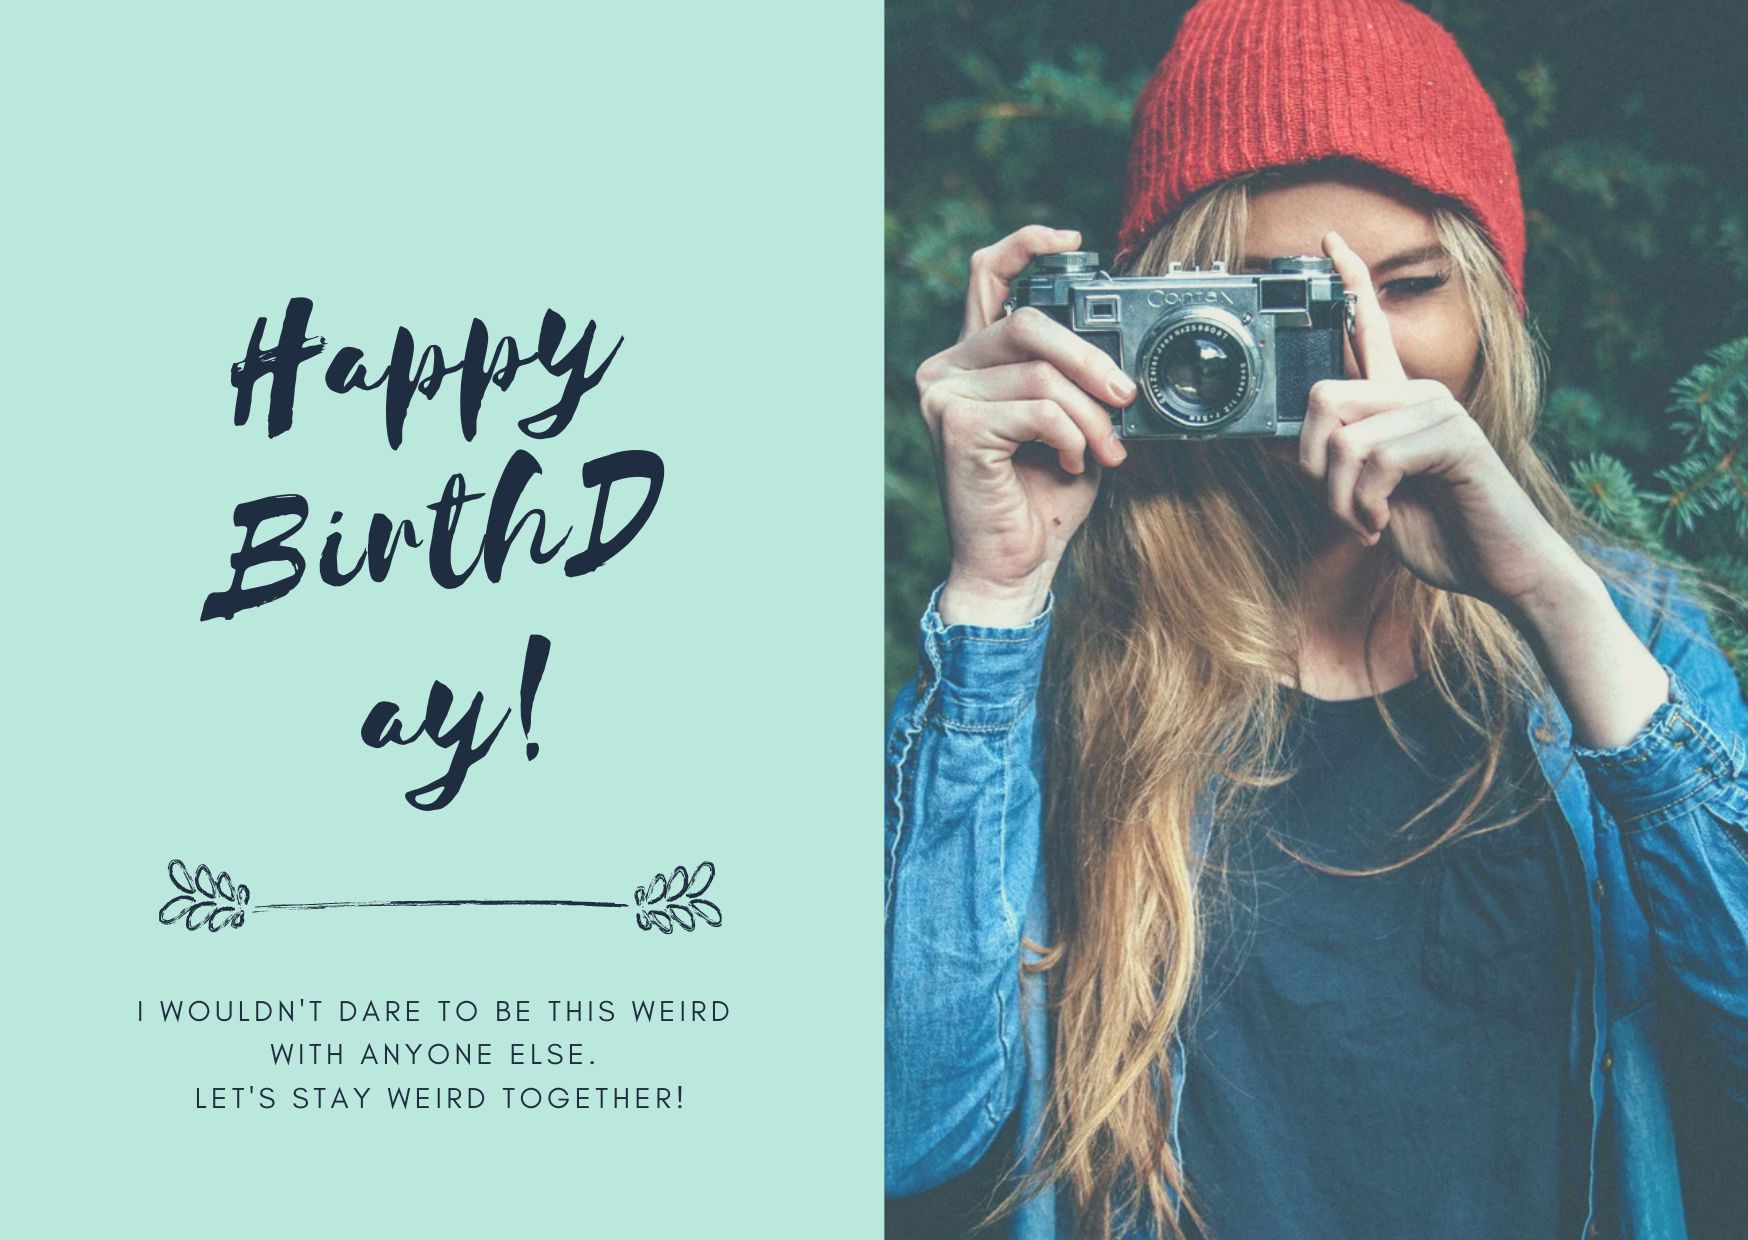 Happy
BirthD
ay!
I WOULDN'T DARE TO BE THIS WEIRD
WITH ANYONE ELSE.
LET'S STAY WEIRD TOGETHER!
Contax